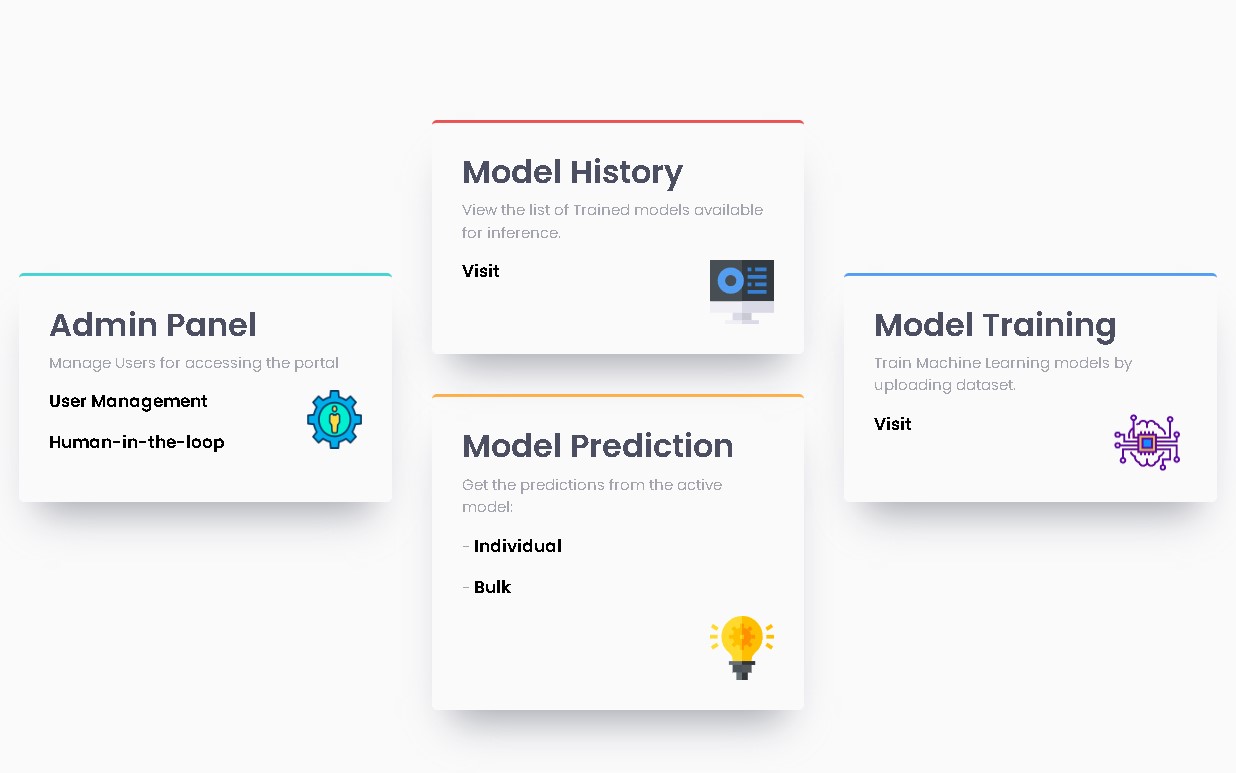 Admin Panel
Manage Users for accessing the portal
User Management
Human-in-the-loop
Model History
View the list of Trained models available
for inference.
Visit
Model Prediction
Get the predictions from the active
model:
- Individual
- Bulk
Model Training
Train Machine Learning models by
uploading dataset.
Visit